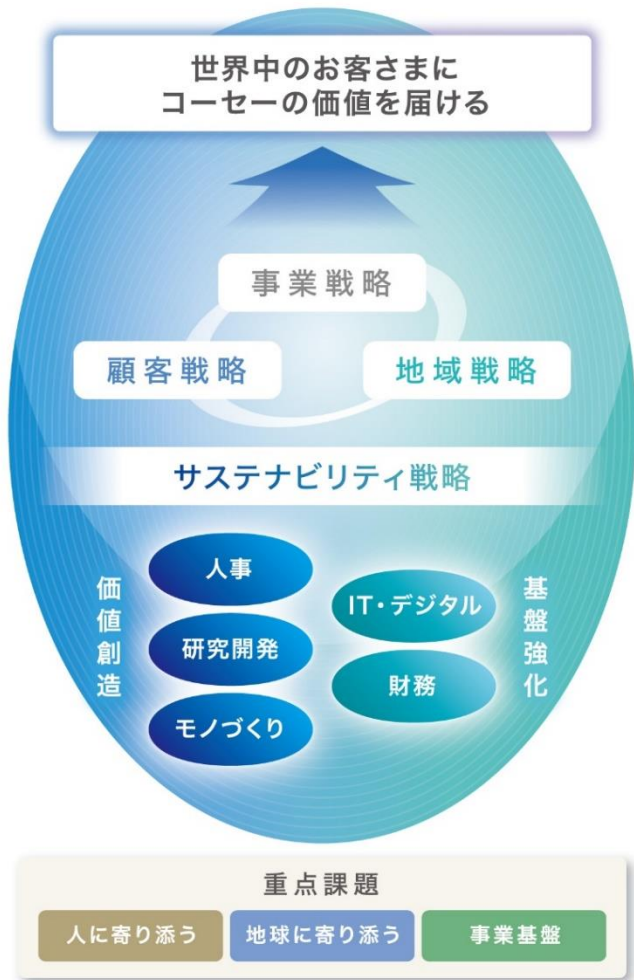 世界中のお客さまに
コーセーの価値を届ける
事業戦略
顧客戦略
地域戦略
サステナビリティ戦略
価値創造
人事
研究開発
モノづくり
IT・デジタル
財務
基盤強化
重点課題
人に寄り添う
地球に寄り添う
事業基盤